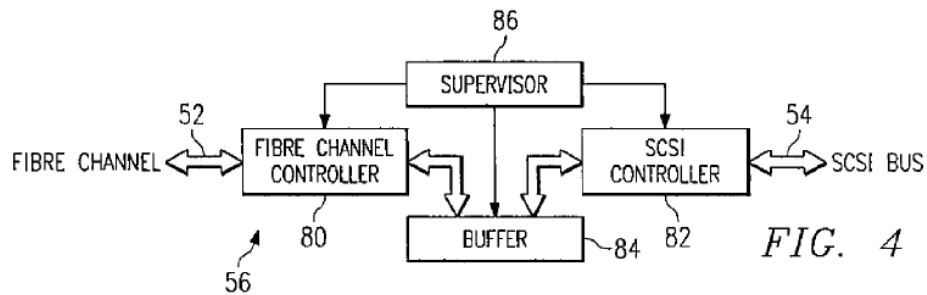 86
SUPERVISOR
52
54
FIBRE CHANNEL
FIBRE CHANNEL
CONTROLLER
SCSI
CONTROLLER
SCSI BUS
80
BUFFER
82
84
56
FIG. 4